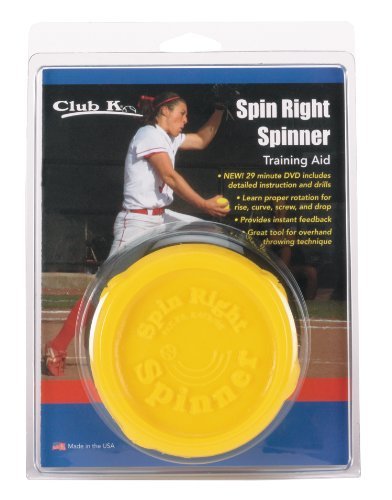 Club K
Spin Right
Spinner
Training Aid
• NEW! 29 minute DVD includes
detailed instruction and drills
• Learn proper rotation for
rise, curve, screw, and drop
• Provides instant feedback
• Great tool for overhand
throwing technique
Spin Right
Spinner
Made in the USA